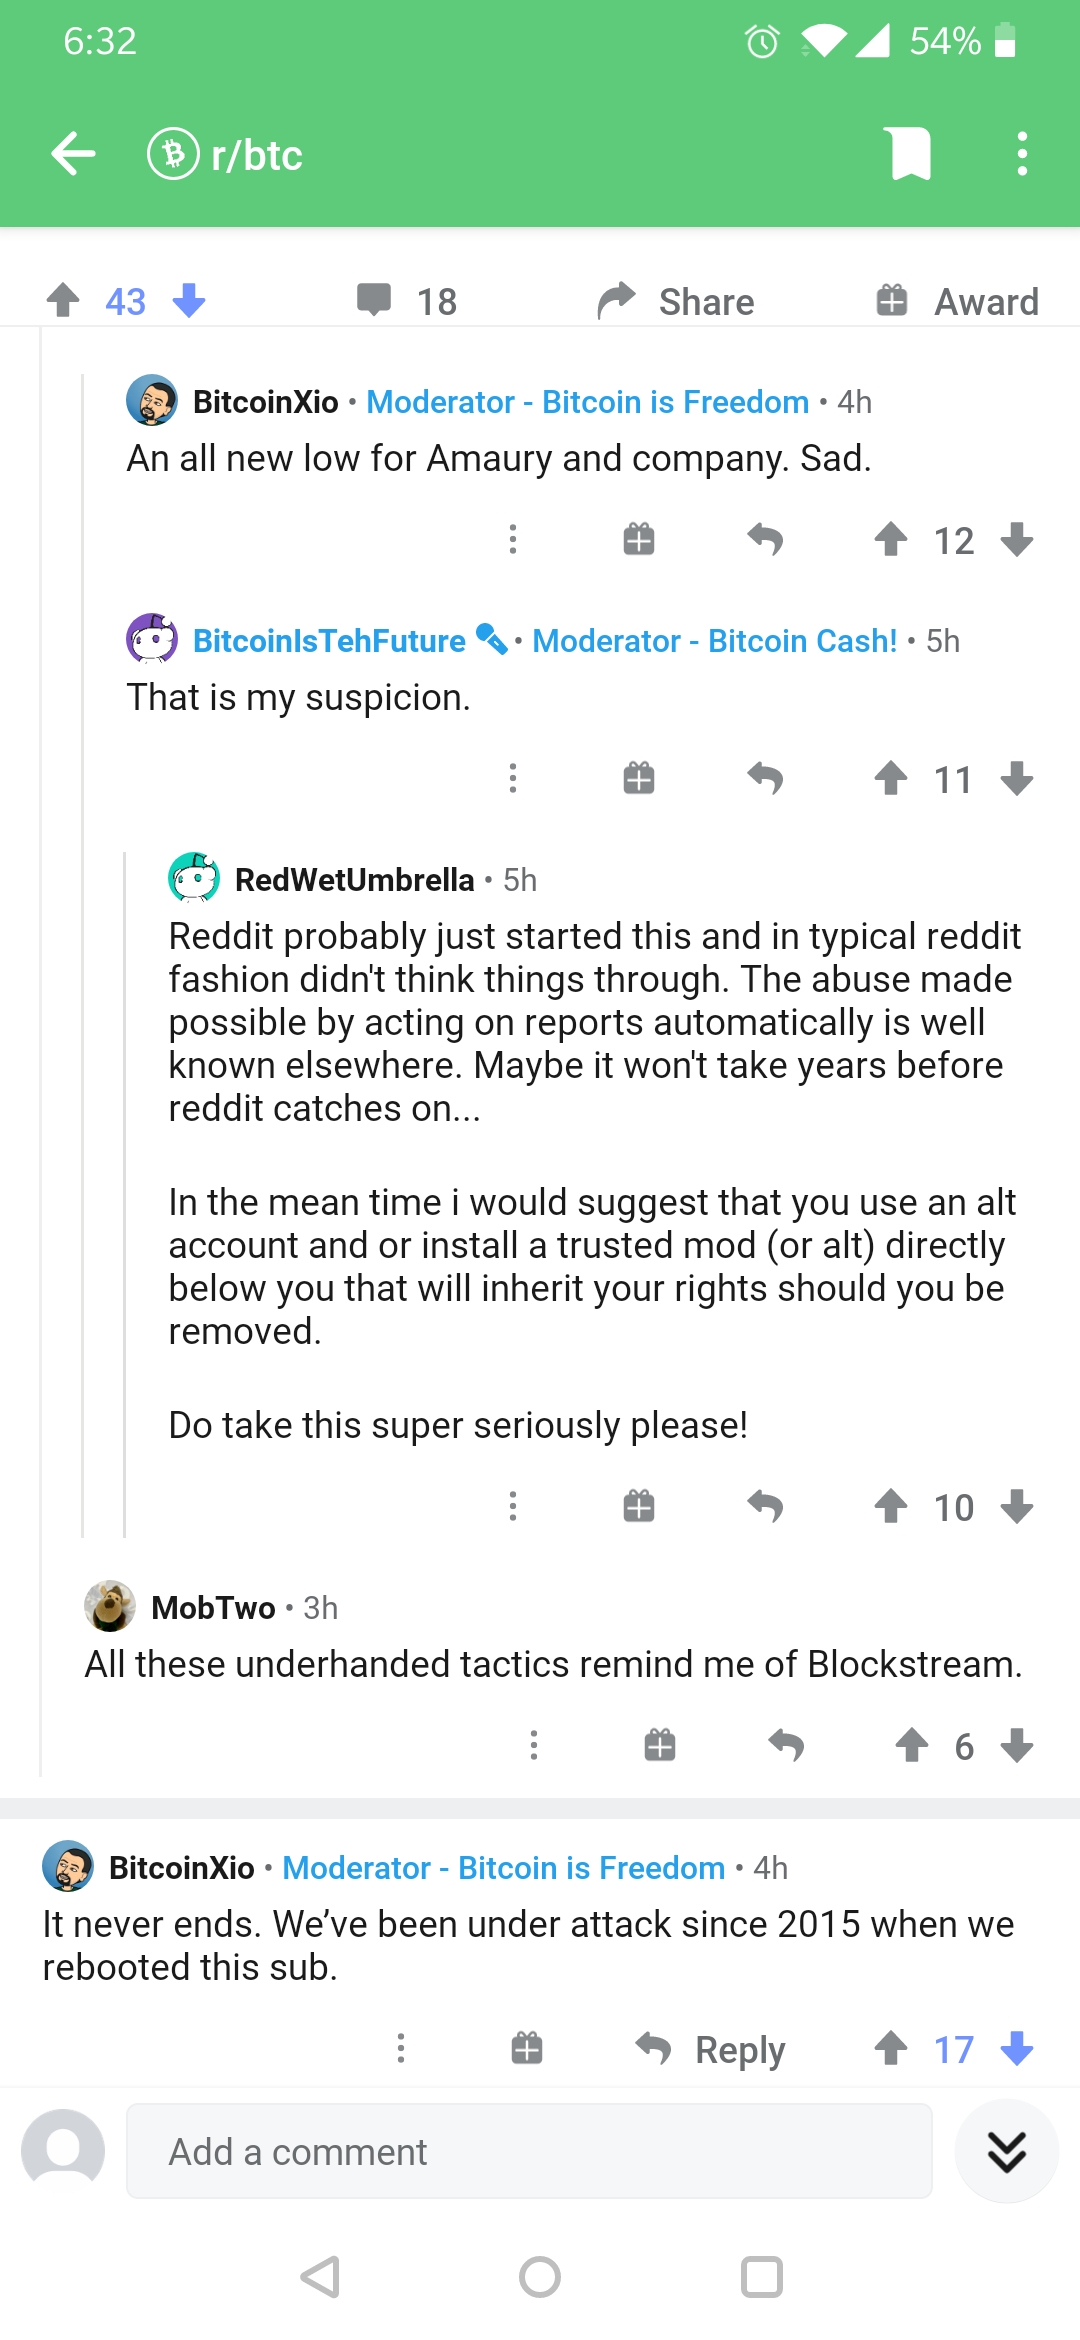 6:32 54%
r/btc
43 18 Share Award
BitcoinXio • Moderator - Bitcoin is Freedom • 4h
An all new low for Amaury and company. Sad.
12
BitcoinIsTehFuture • Moderator - Bitcoin Cash! • 5h
That is my suspicion.
11
RedWetUmbrella • 5h
Reddit probably just started this and in typical reddit
fashion didn't think things through. The abuse made
possible by acting on reports automatically is well
known elsewhere. Maybe it won't take years before
reddit catches on...
In the mean time i would suggest that you use an alt
account and or install a trusted mod (or alt) directly
below you that will inherit your rights should you be
removed.
Do take this super seriously please!
10
MobTwo • 3h
All these underhanded tactics remind me of Blockstream.
6
BitcoinXio • Moderator - Bitcoin is Freedom • 4h
It never ends. We’ve been under attack since 2015 when we
rebooted this sub.
Reply 17
Add a comment